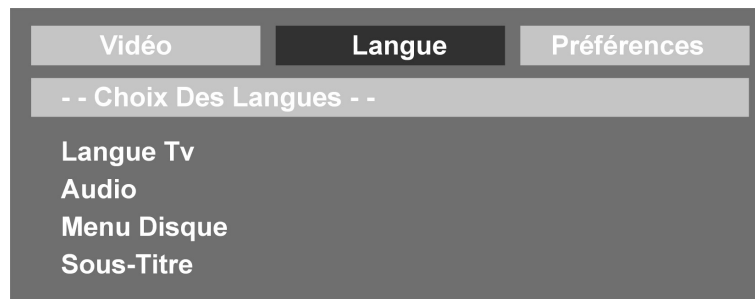 Vidéo Langue Préférences
- - Choix Des Langues - -
Langue Tv
Audio
Menu Disque
Sous-Titre